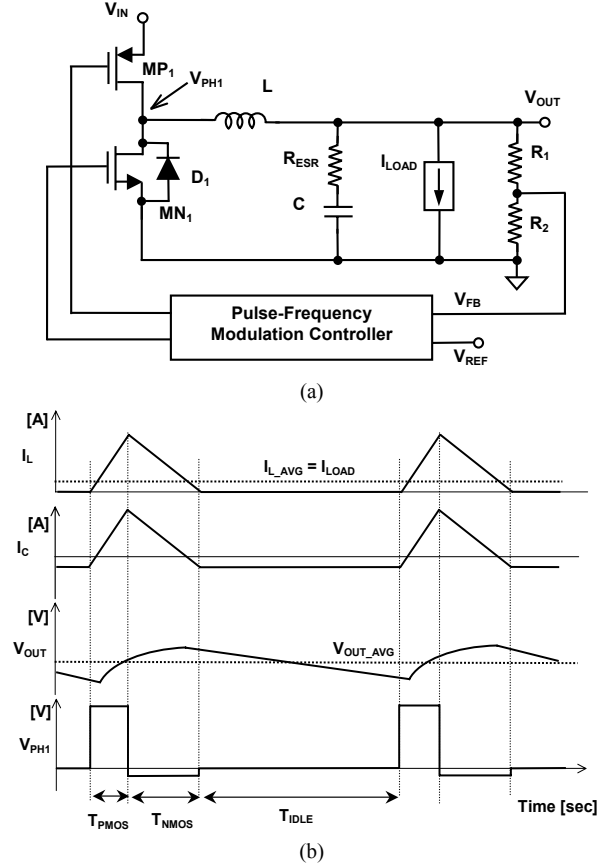 V_IN
MP_1
V_PH1
L
V_OUT
R_ESR
I_LOAD
R_1
D_1
C
MN_1
R_2
Pulse-Frequency
Modulation Controller
V_FB
V_REF
(a)
[A]
I_L
I_L_AVG = I_LOAD
[A]
I_C
[V]
V_OUT
V_OUT_AVG
[V]
V_PH1
Time [sec]
T_PMOS
T_NMOS
T_IDLE
(b)